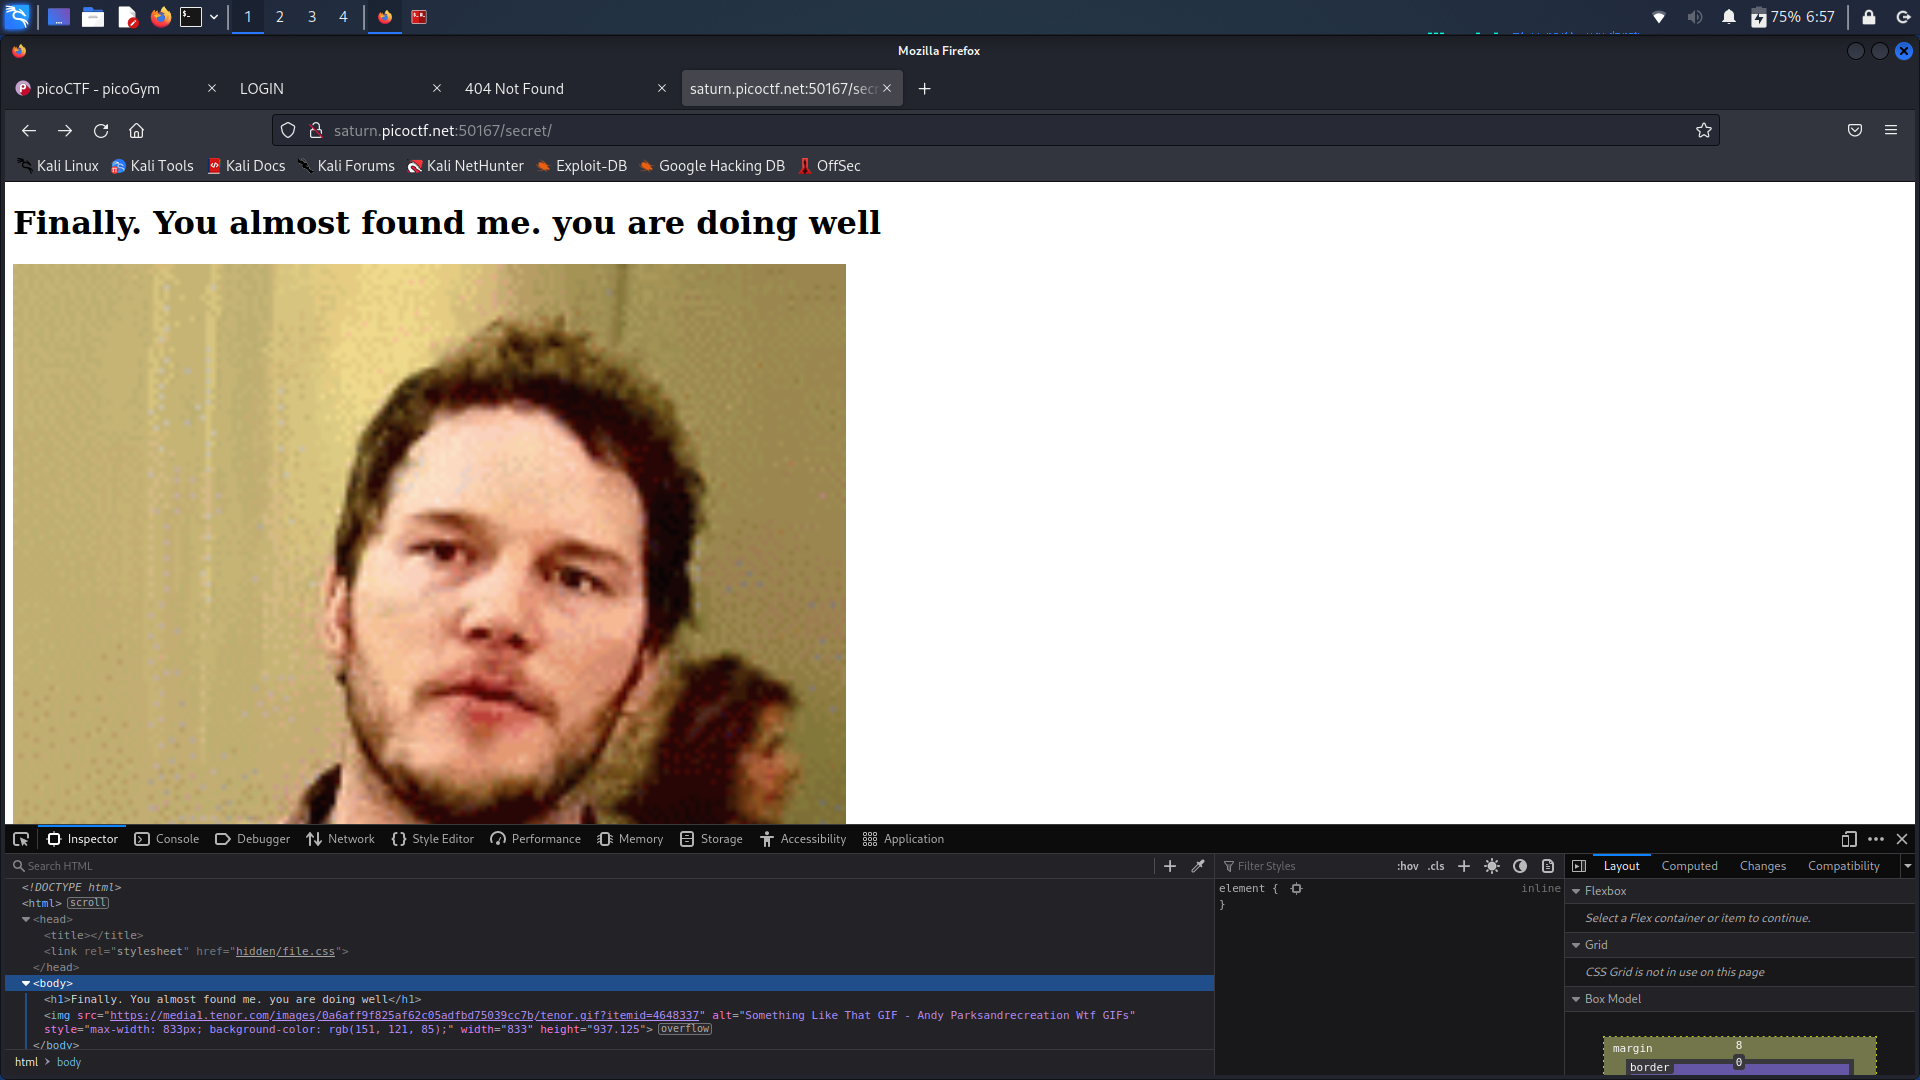 1 2 3 4 75% 6:57
Mozilla Firefox
picoCTF - picoGym LOGIN 404 Not Found saturn.picoctf.net:50167/secr
saturn.picoctf.net:50167/secret/
Kali Linux Kali Tools Kali Docs Kali Forums Kali NetHunter Exploit-DB Google Hacking DB OffSec
Finally. You almost found me. you are doing well
Inspector Console Debugger Network Style Editor Performance Memory Storage Accessibility Application
Search HTML Filter Styles :hov .cls Layout Computed Changes Compatibility
<!DOCTYPE html> element { inline
<html> scroll Flexbox
}
<head>
Select a Flex container or item to continue.
<title></title>
Grid
<link rel="stylesheet" href="hidden/file.css">
</head>
CSS Grid is not in use on this page
<body>
<h1>Finally. You almost found me. you are doing well</h1> Box Model
<img src="https://media1.tenor.com/images/0a6aff9f825af62c05adfbd75039cc7b/tenor.gif?itemid=4648337" alt="Something Like That GIF - Andy Parksandrecreation Wtf GIFs"
style="max-width: 833px; background-color: rgb(151, 121, 85);" width="833" height="937.125"> overflow
</body> margin 8
html > body border 0